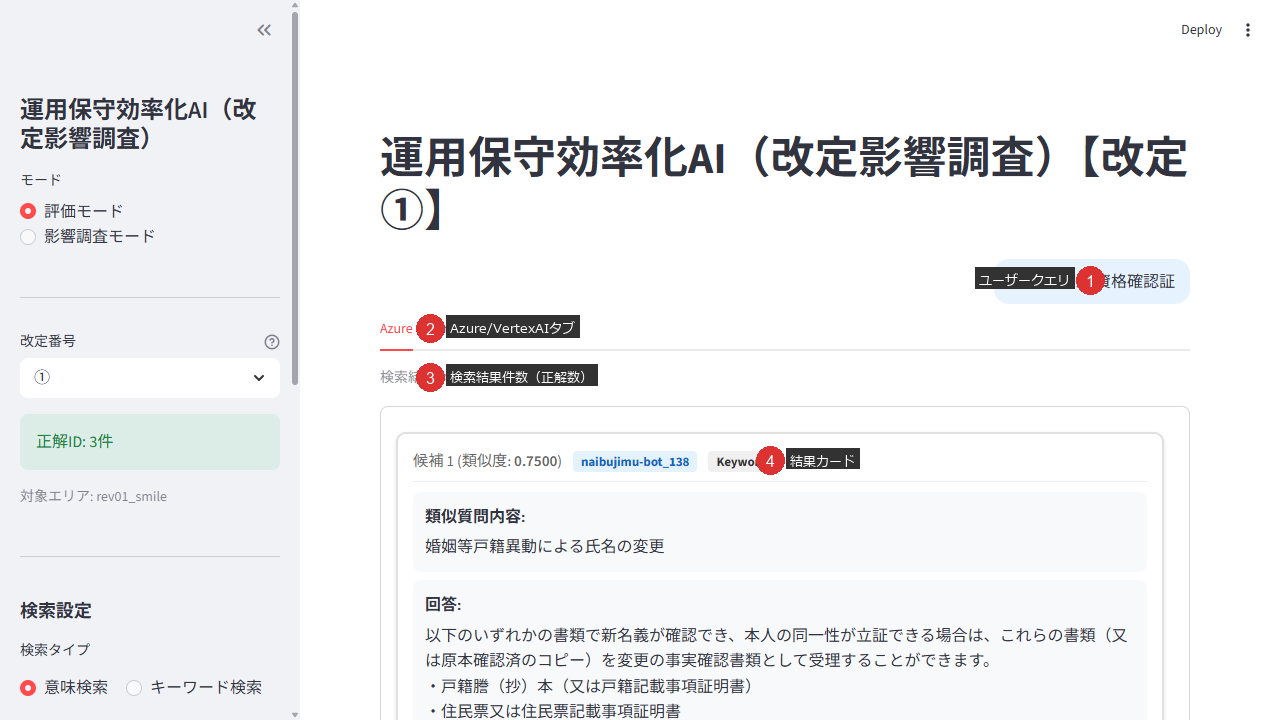 Deploy
運用保守効率化AI（改
定影響調査）
モード
評価モード
影響調査モード
改定番号
①
正解ID: 3件
対象エリア: rev01_smile
検索設定
検索タイプ
意味検索 キーワード検索
運用保守効率化AI（改定影響調査）【改定
①】
ユーザークエリ 1 資格確認証
Azure 2 Azure/VertexAIタブ
検索 3 検索結果件数（正解数）
候補 1 (類似度: 0.7500) naibujimu-bot_138 4 結果カード
類似質問内容:
婚姻等戸籍異動による氏名の変更
回答:
以下のいずれかの書類で新名義が確認でき、本人の同一性が立証できる場合は、これらの書類（又
は原本確認済のコピー）を変更の事実確認書類として受理することができます。
・戸籍謄（抄）本（又は戸籍記載事項証明書）
・住民票又は住民票記載事項証明書